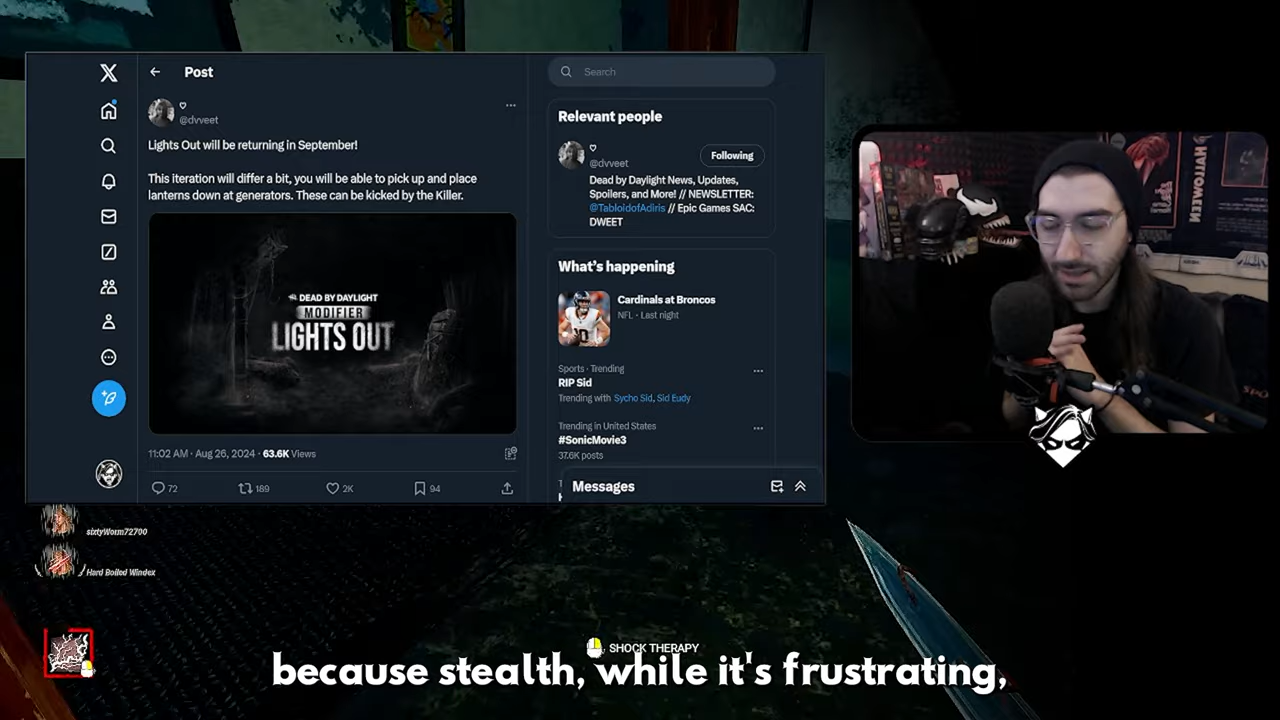 Post
Search
♡
@dvveet
Lights Out will be returning in September!
This iteration will differ a bit, you will be able to pick up and place
lanterns down at generators. These can be kicked by the Killer.
DEAD BY DAYLIGHT
MODIFIER
LIGHTS OUT
11:02 AM · Aug 26, 2024 · 63.6K Views
72
189
2K
94
Relevant people
♡
@dvveet
Following
Dead by Daylight News, Updates,
Spoilers, and More! // NEWSLETTER:
@TabloidofAdiris // Epic Games SAC:
DWEET
What's happening
Cardinals at Broncos
NFL · Last night
Sports · Trending
RIP Sid
Trending with Sycho Sid, Sid Eudy
Trending in United States
#SonicMovie3
37.6K posts
Messages
HALLOWEEN
sixtyWorm72700
Hard Boiled Windex
SHOCK THERAPY
because stealth, while it's frustrating,